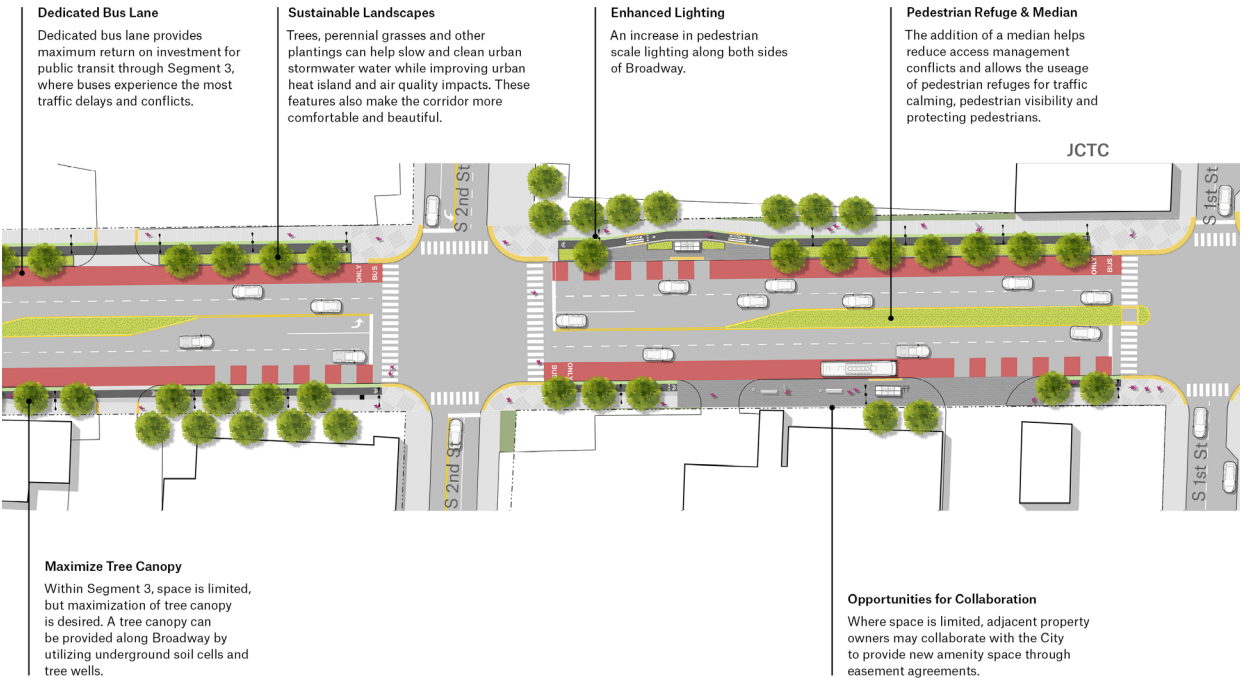 Dedicated Bus Lane
Dedicated bus lane provides
maximum return on investment for
public transit through Segment 3,
where buses experience the most
traffic delays and conflicts.
Sustainable Landscapes
Trees, perennial grasses and other
plantings can help slow and clean urban
stormwater water while improving urban
heat island and air quality impacts. These
features also make the corridor more
comfortable and beautiful.
Enhanced Lighting
An increase in pedestrian
scale lighting along both sides
of Broadway.
Pedestrian Refuge & Median
The addition of a median helps
reduce access management
conflicts and allows the useage
of pedestrian refuges for traffic
calming, pedestrian visibility and
protecting pedestrians.
JCTC
S 2nd St
S 1st St
ONLY
BUS
ONLY
BUS
BUS
ONLY
S 2nd St
S 1st St
Maximize Tree Canopy
Within Segment 3, space is limited,
but maximization of tree canopy
is desired. A tree canopy can
be provided along Broadway by
utilizing underground soil cells and
tree wells.
Opportunities for Collaboration
Where space is limited, adjacent property
owners may collaborate with the City
to provide new amenity space through
easement agreements.